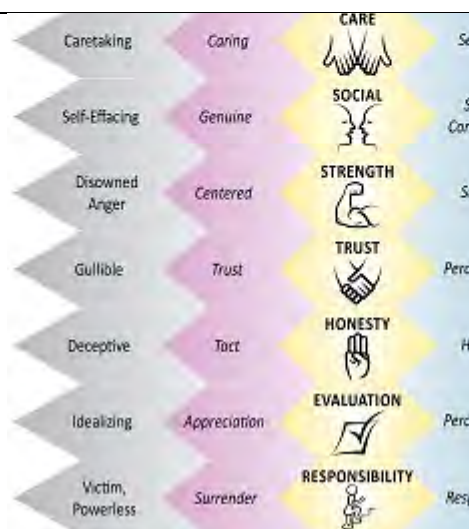 CARE
Caretaking Caring
SOCIAL
Self-Effacing Genuine
STRENGTH
Disowned
Anger
Centered
TRUST
Gullible Trust
HONESTY
Deceptive Tact
EVALUATION
Idealizing Appreciation
RESPONSIBILITY
Victim,
Powerless
Surrender